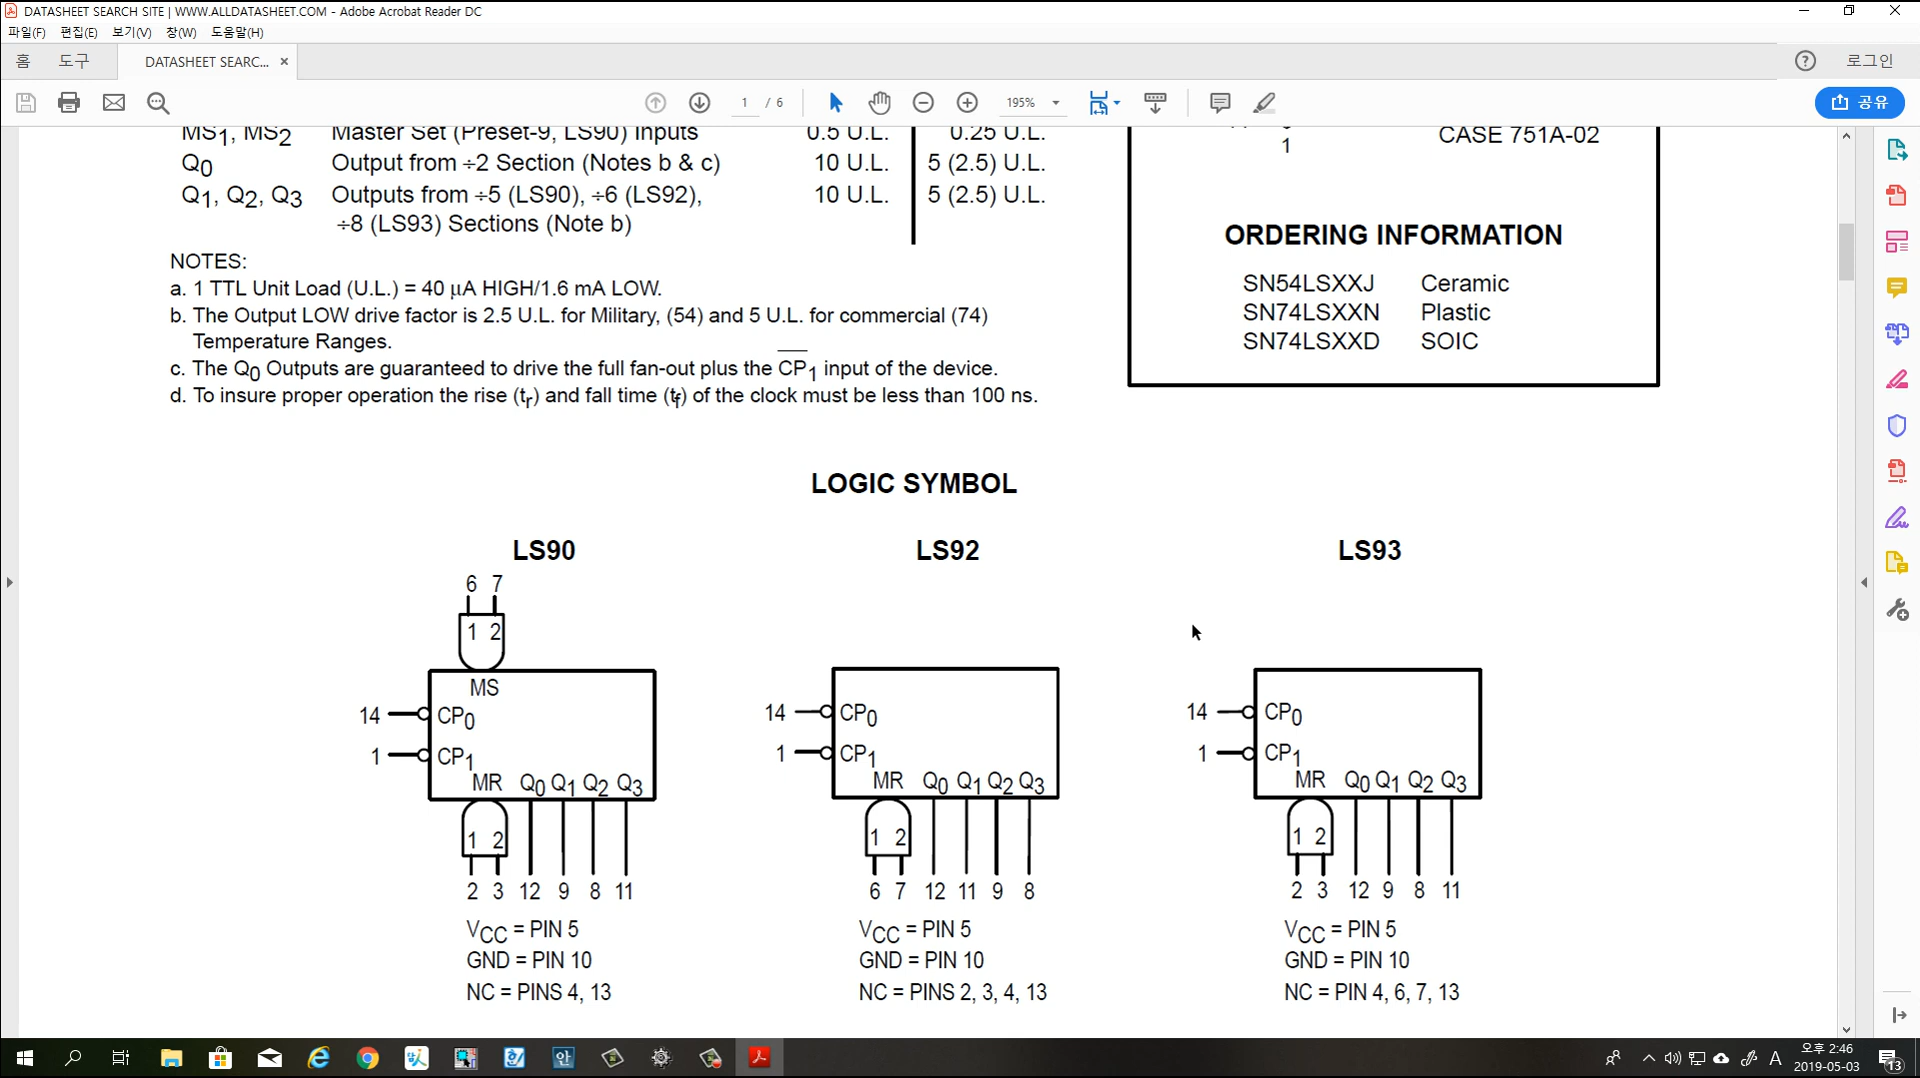 DATASHEET SEARCH SITE | WWW.ALLDATASHEET.COM - Adobe Acrobat Reader DC
파일(F) 편집(E) 보기(V) 창(W) 도움말(H)
홈 도구 DATASHEET SEARC... × ? 로그인
1 / 6 195% 공유
MS1, MS2 Master Set (Preset-9, LS90) Inputs 0.5 U.L. 0.25 U.L.
Q0 Output from ÷2 Section (Notes b & c) 10 U.L. 5 (2.5) U.L.
Q1, Q2, Q3 Outputs from ÷5 (LS90), ÷6 (LS92), 10 U.L. 5 (2.5) U.L.
÷8 (LS93) Sections (Note b)
CASE 751A-02
1
ORDERING INFORMATION
SN54LSXXJ Ceramic
SN74LSXXN Plastic
SN74LSXXD SOIC
NOTES:
a. 1 TTL Unit Load (U.L.) = 40 μA HIGH/1.6 mA LOW.
b. The Output LOW drive factor is 2.5 U.L. for Military, (54) and 5 U.L. for commercial (74)
Temperature Ranges.
c. The Q0 Outputs are guaranteed to drive the full fan-out plus the CP1 input of the device.
d. To insure proper operation the rise (tr) and fall time (tf) of the clock must be less than 100 ns.
LOGIC SYMBOL
LS90
6 7
1 2
MS
14 CP0
1 CP1
MR Q0 Q1 Q2 Q3
1 2
2 3 12 9 8 11
VCC = PIN 5
GND = PIN 10
NC = PINS 4, 13
LS92
14 CP0
1 CP1
MR Q0 Q1 Q2 Q3
1 2
6 7 12 11 9 8
VCC = PIN 5
GND = PIN 10
NC = PINS 2, 3, 4, 13
LS93
14 CP0
1 CP1
MR Q0 Q1 Q2 Q3
1 2
2 3 12 9 8 11
VCC = PIN 5
GND = PIN 10
NC = PIN 4, 6, 7, 13
A 오후 2:46
2019-05-03 13